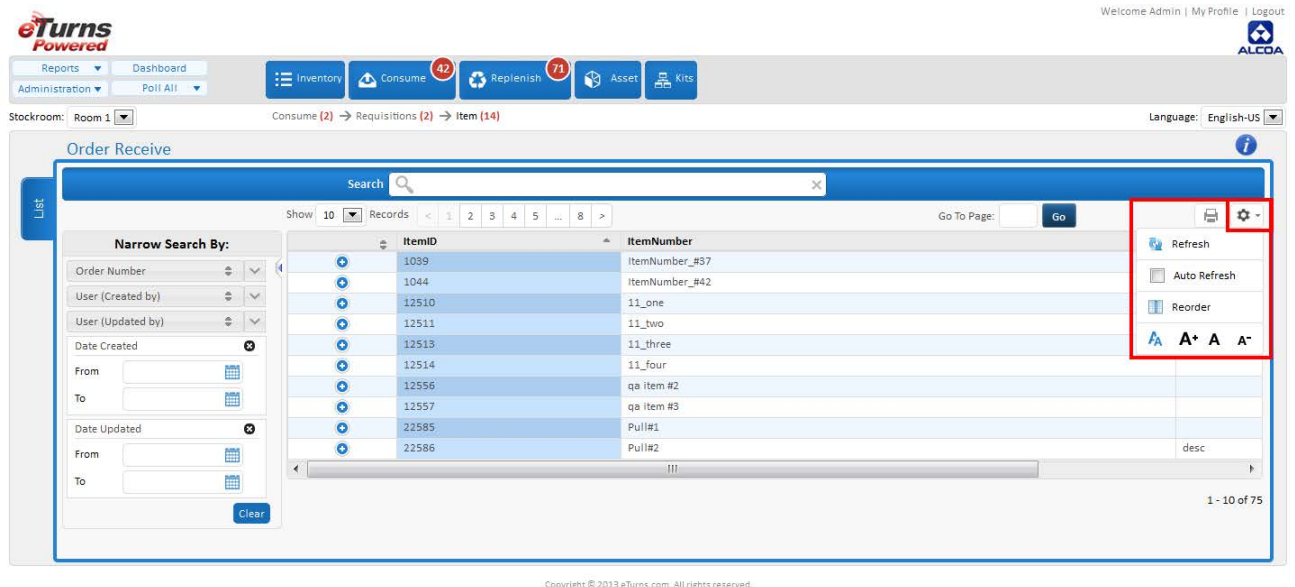 Welcome Admin | My Profile | Logout
eTurns
Powered
ALCOA
Reports Dashboard
Administration Poll All
Inventory Consume 42 Replenish 71 Asset Kits
Stockroom: Room 1 Consume (2) → Requisitions (2) → Item (14) Language: English-US
Order Receive
List
Search
Show 10 Records < 1 2 3 4 5 ... 8 > Go To Page: Go
Narrow Search By:
Order Number
User (Created by)
User (Updated by)
Date Created
From
To
Date Updated
From
To
Clear
ItemID ItemNumber
1039 ItemNumber_#37
1044 ItemNumber_#42
12510 11_one
12511 11_two
12513 11_three
12514 11_four
12556 qa item #2
12557 qa item #3
22585 Pull#1
22586 Pull#2 desc
Refresh
Auto Refresh
Reorder
AA A+ A A-
1 - 10 of 75
Copyright © 2013 eTurns.com. All rights reserved.